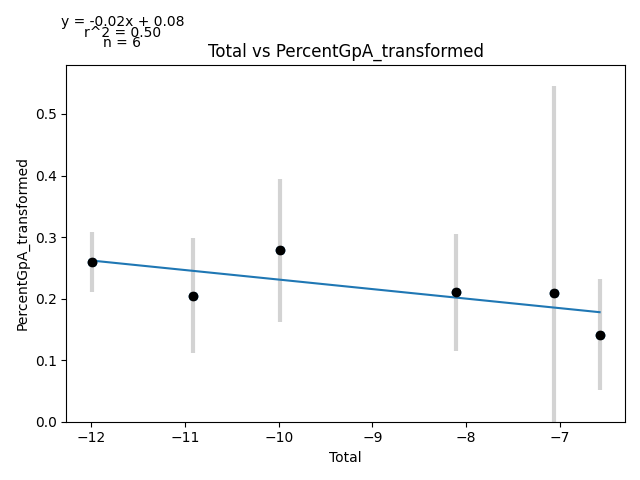 y = -0.02x + 0.08
r^2 = 0.50
n = 6
Total vs PercentGpA_transformed
PercentGpA_transformed
0.5
0.4
0.3
0.2
0.1
0.0
−12
−11
−10
−9
−8
−7
Total